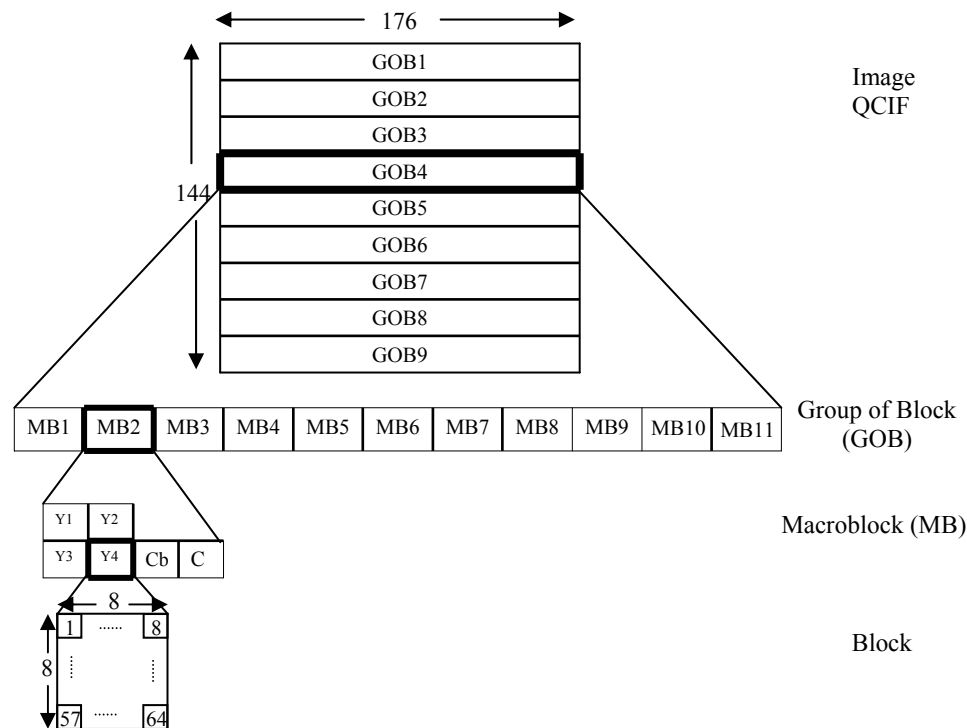 176
GOB1
GOB2
GOB3
GOB4
GOB5
GOB6
GOB7
GOB8
GOB9
144
Image
QCIF
MB1 MB2 MB3 MB4 MB5 MB6 MB7 MB8 MB9 MB10 MB11
Group of Block
(GOB)
Y1 Y2
Y3 Y4 Cb C
Macroblock (MB)
8
1 ...... 8
8
57 ...... 64
Block